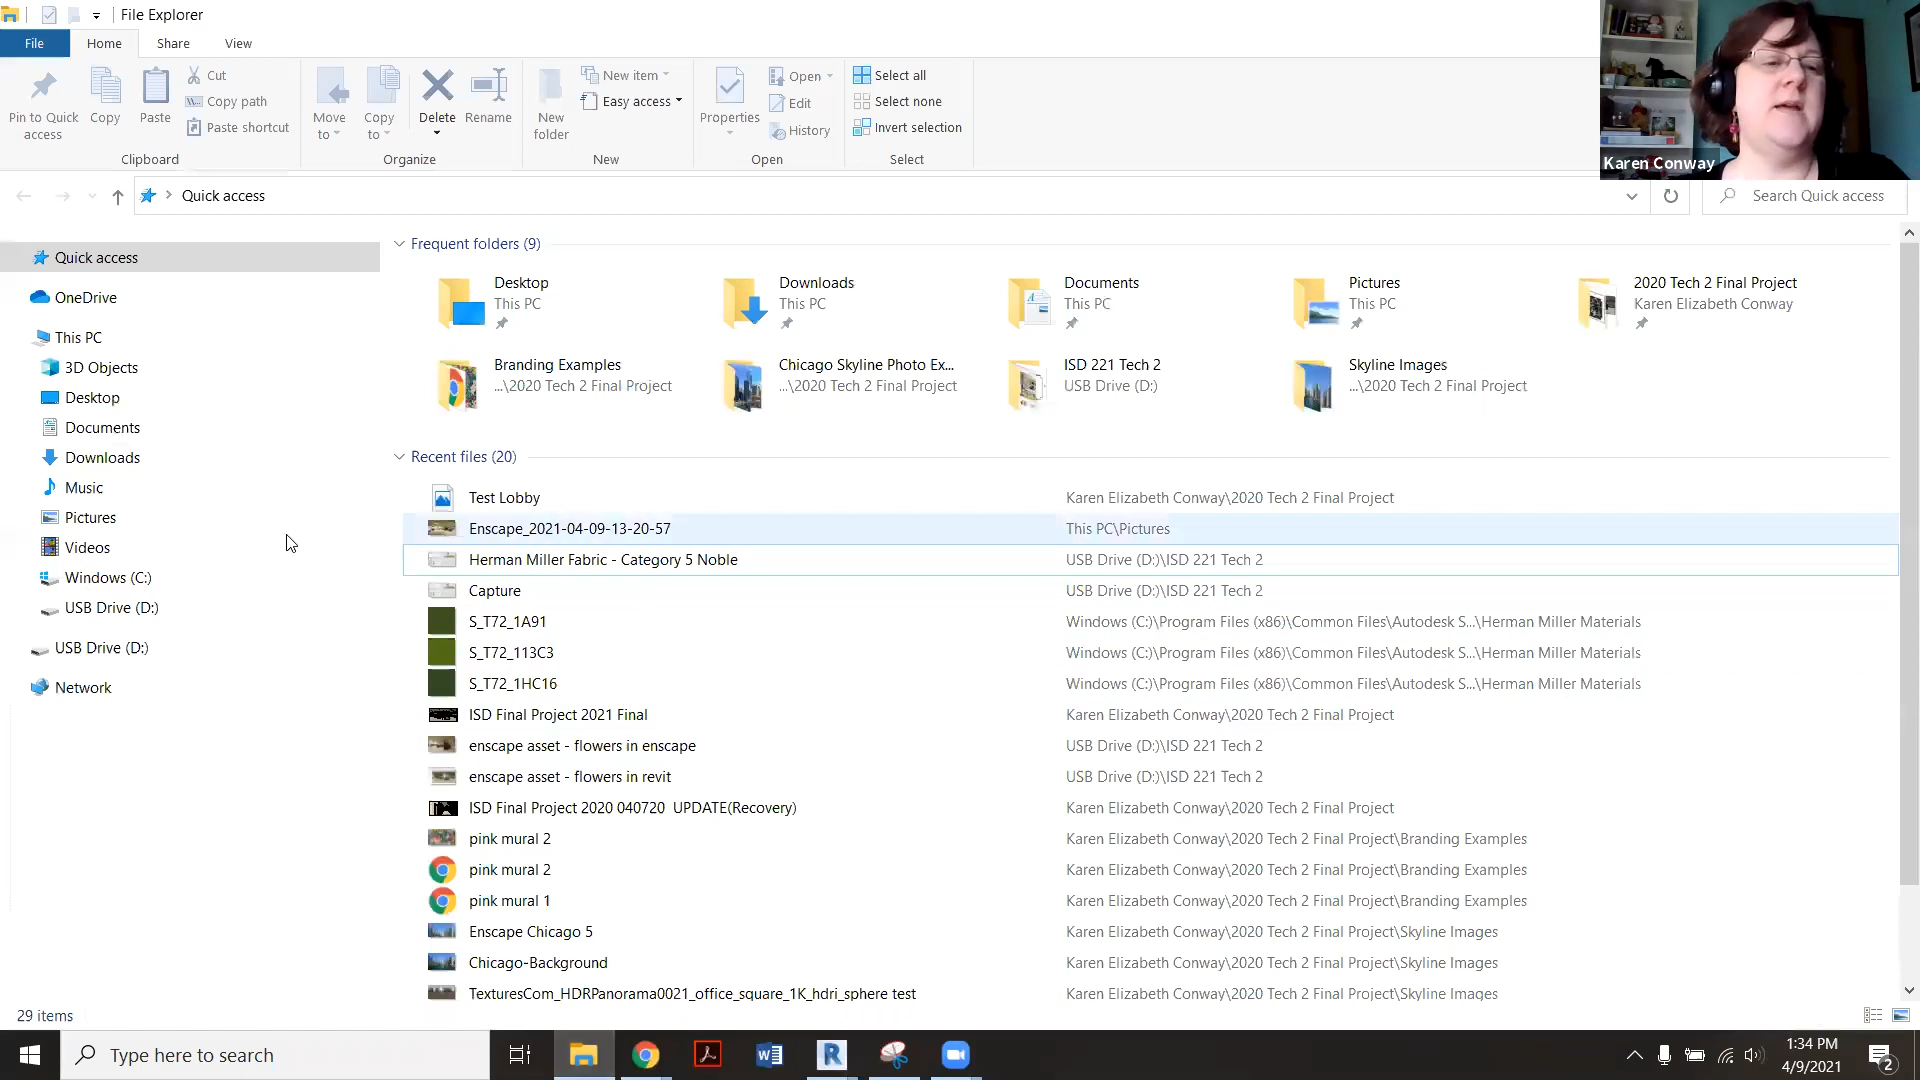 File Explorer
File
Home
Share
View
Pin to Quick access
Copy
Paste
Cut
Copy path
Paste shortcut
Clipboard
Move to
Copy to
Delete
Rename
Organize
New folder
New item
Easy access
New
Properties
Open
Edit
History
Open
Select all
Select none
Invert selection
Select
Karen Conway
Quick access
Search Quick access
Quick access
OneDrive
This PC
3D Objects
Desktop
Documents
Downloads
Music
Pictures
Videos
Windows (C:)
USB Drive (D:)
USB Drive (D:)
Network
Frequent folders (9)
Desktop
This PC
Downloads
This PC
Documents
This PC
Pictures
This PC
2020 Tech 2 Final Project
Karen Elizabeth Conway
Branding Examples
...\2020 Tech 2 Final Project
Chicago Skyline Photo Ex...
...\2020 Tech 2 Final Project
ISD 221 Tech 2
USB Drive (D:)
Skyline Images
...\2020 Tech 2 Final Project
Recent files (20)
Test Lobby Karen Elizabeth Conway\2020 Tech 2 Final Project
Enscape_2021-04-09-13-20-57 This PC\Pictures
Herman Miller Fabric - Category 5 Noble USB Drive (D:)\ISD 221 Tech 2
Capture USB Drive (D:)\ISD 221 Tech 2
S_T72_1A91 Windows (C:)\Program Files (x86)\Common Files\Autodesk S...\Herman Miller Materials
S_T72_113C3 Windows (C:)\Program Files (x86)\Common Files\Autodesk S...\Herman Miller Materials
S_T72_1HC16 Windows (C:)\Program Files (x86)\Common Files\Autodesk S...\Herman Miller Materials
ISD Final Project 2021 Final Karen Elizabeth Conway\2020 Tech 2 Final Project
enscape asset - flowers in enscape USB Drive (D:)\ISD 221 Tech 2
enscape asset - flowers in revit USB Drive (D:)\ISD 221 Tech 2
ISD Final Project 2020 040720 UPDATE(Recovery) Karen Elizabeth Conway\2020 Tech 2 Final Project
pink mural 2 Karen Elizabeth Conway\2020 Tech 2 Final Project\Branding Examples
pink mural 2 Karen Elizabeth Conway\2020 Tech 2 Final Project\Branding Examples
pink mural 1 Karen Elizabeth Conway\2020 Tech 2 Final Project\Branding Examples
Enscape Chicago 5 Karen Elizabeth Conway\2020 Tech 2 Final Project\Skyline Images
Chicago-Background Karen Elizabeth Conway\2020 Tech 2 Final Project\Skyline Images
TexturesCom_HDRPanorama0021_office_square_1K_hdri_sphere test Karen Elizabeth Conway\2020 Tech 2 Final Project\Skyline Images
29 items
Type here to search
1:34 PM
4/9/2021
2